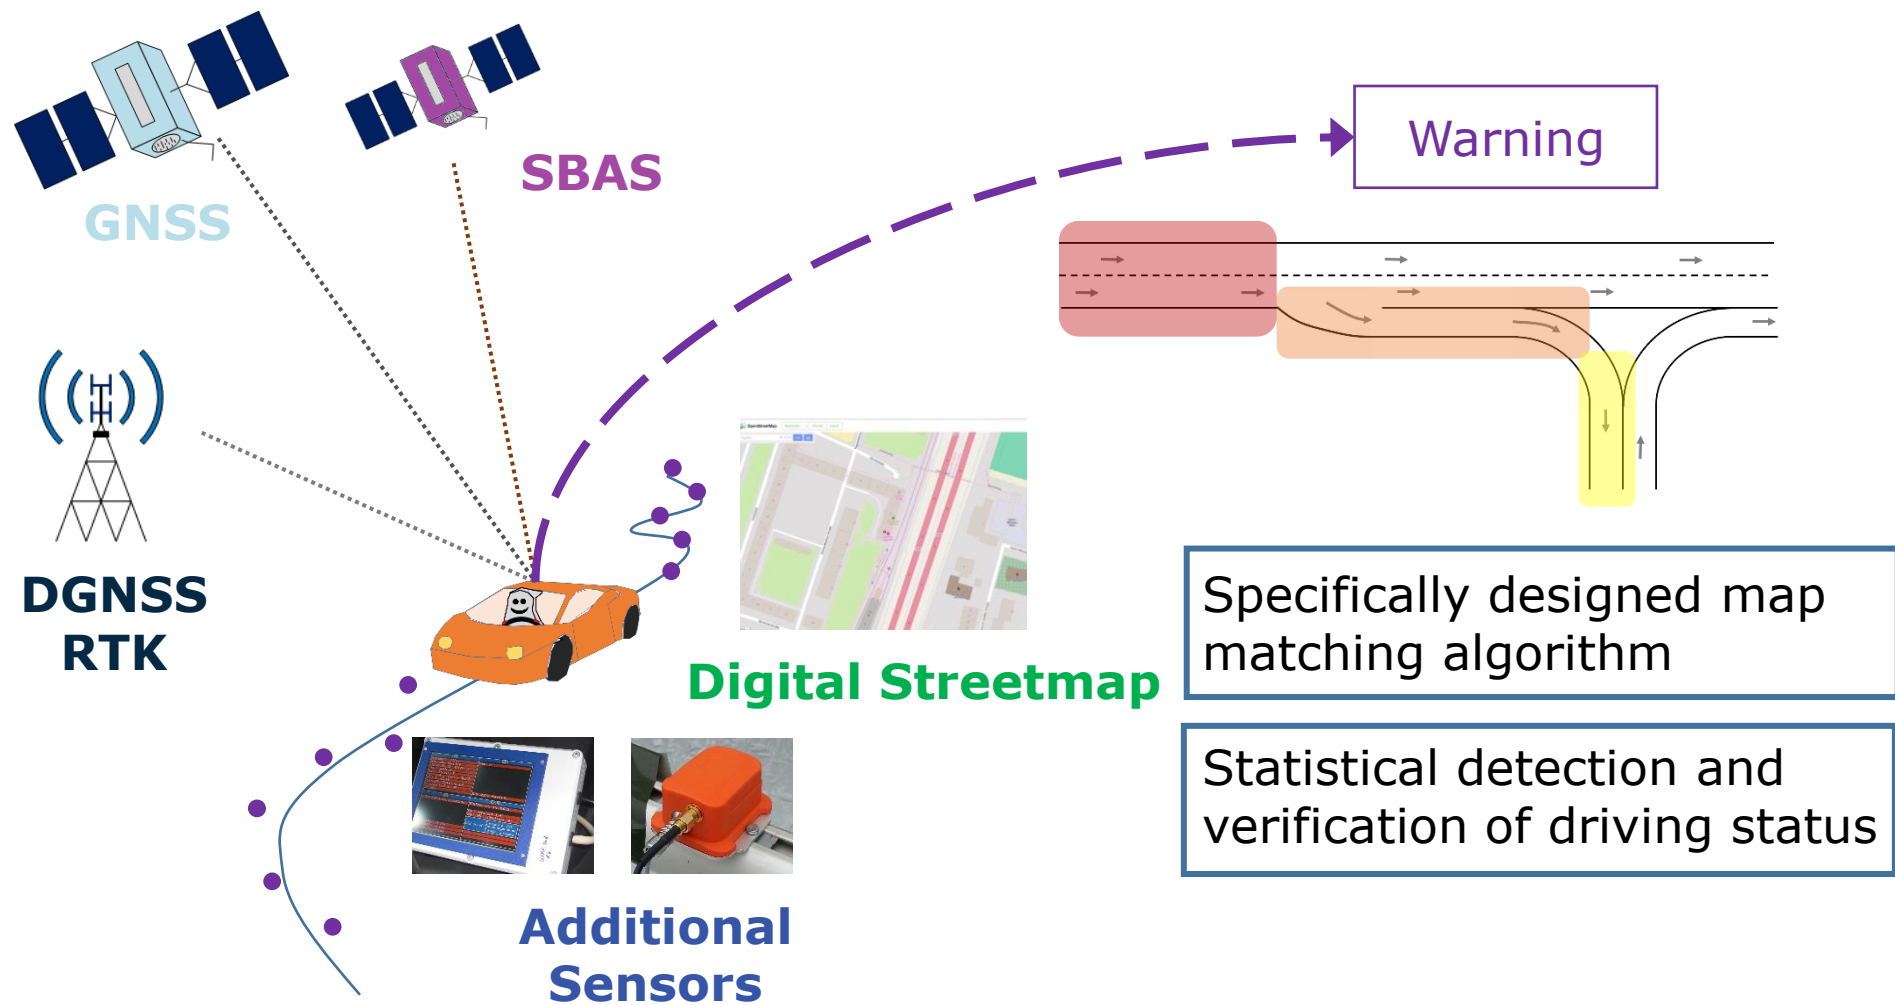 GNSS
SBAS
Warning
DGNSS
RTK
OpenStreetMap
Digital Streetmap
Specifically designed map
matching algorithm
Statistical detection and
verification of driving status
Additional
Sensors